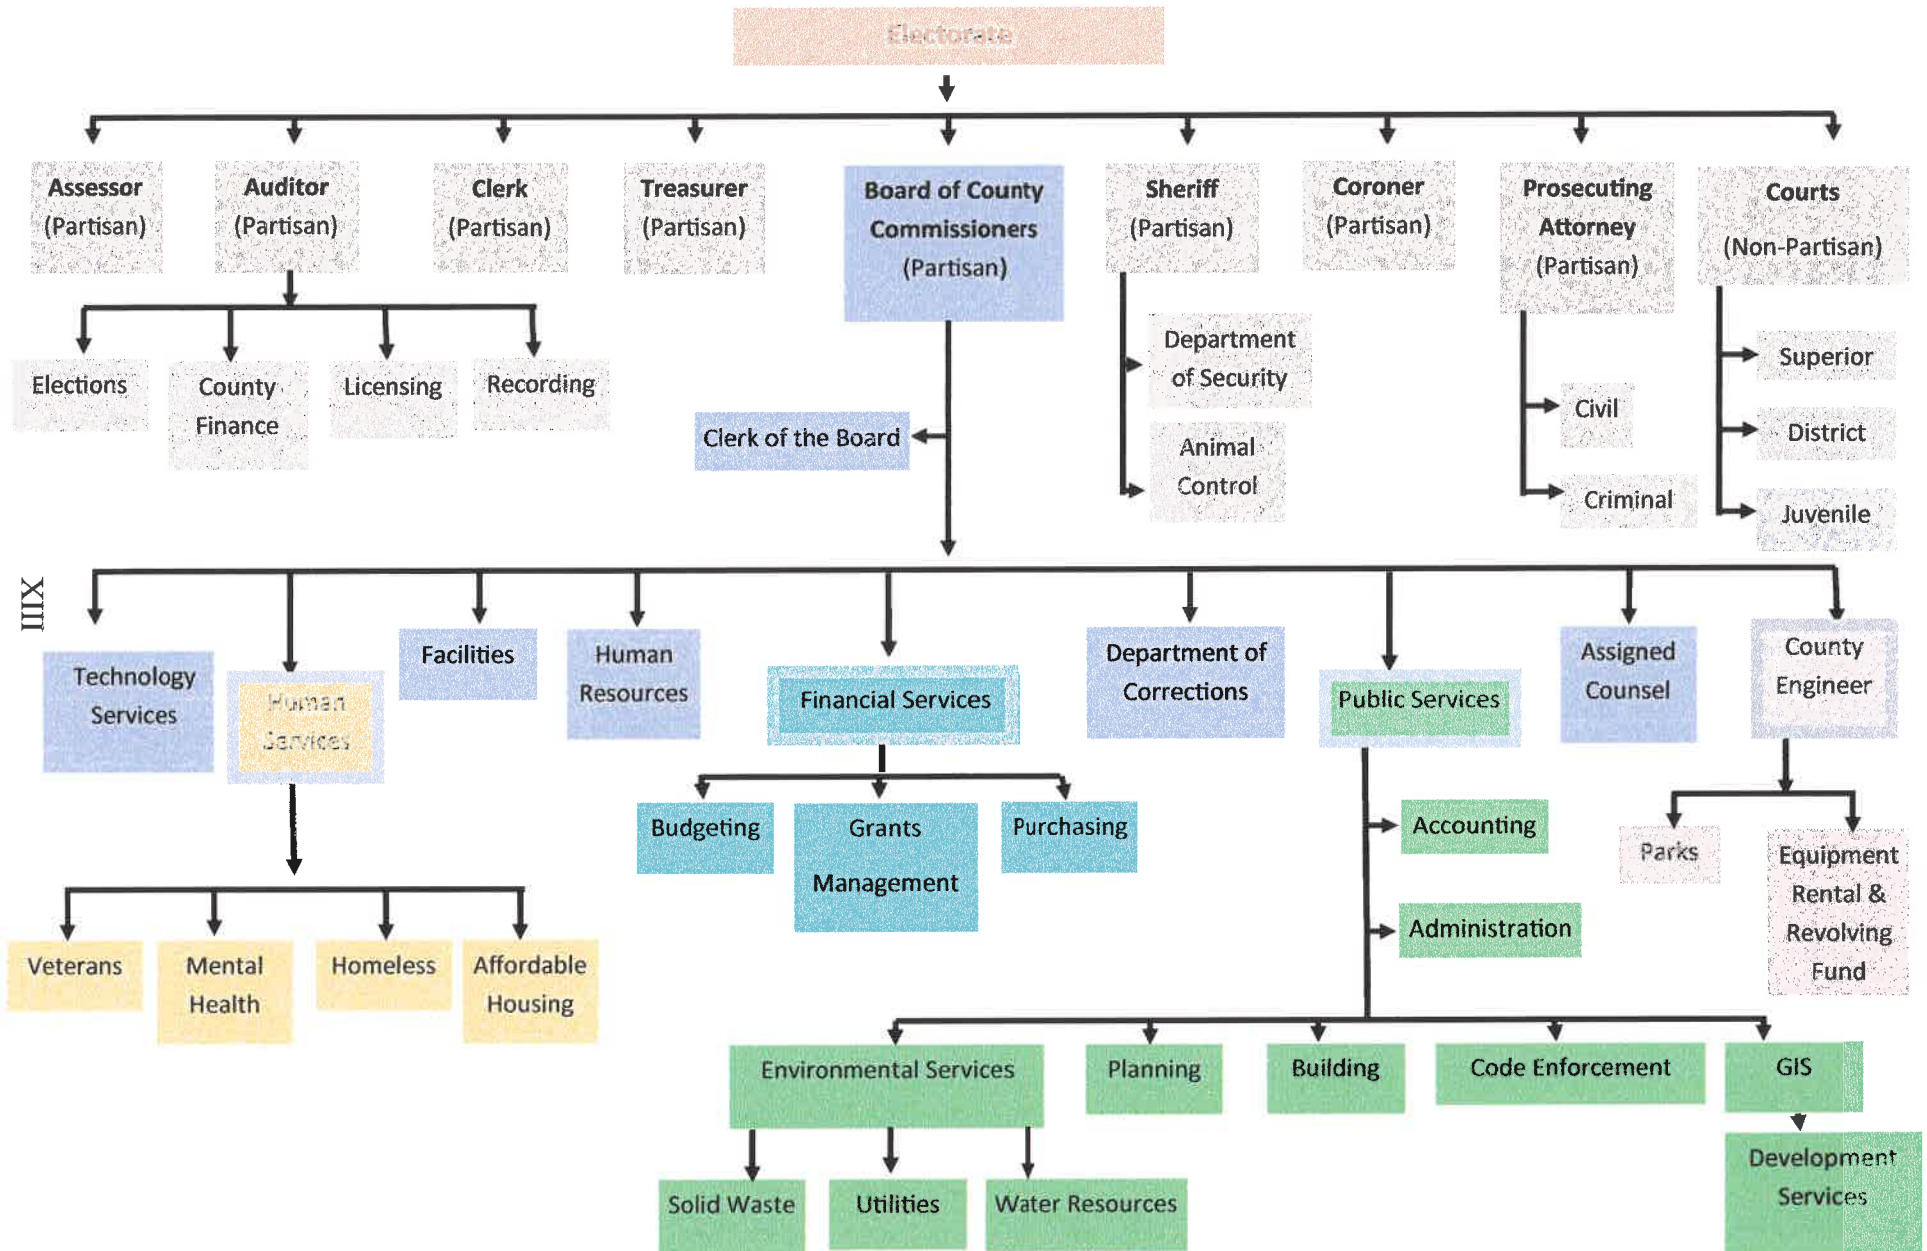 Electorate
Assessor
(Partisan)
Auditor
(Partisan)
Clerk
(Partisan)
Treasurer
(Partisan)
Board of County
Commissioners
(Partisan)
Sheriff
(Partisan)
Coroner
(Partisan)
Prosecuting
Attorney
(Partisan)
Courts
(Non-Partisan)
Elections
County
Finance
Licensing
Recording
Clerk of the Board
Department
of Security
Animal
Control
Civil
Criminal
Superior
District
Juvenile
XIII
Technology
Services
Human
Services
Facilities
Human
Resources
Financial Services
Department of
Corrections
Public Services
Assigned
Counsel
County
Engineer
Budgeting
Grants
Management
Purchasing
Accounting
Administration
Parks
Equipment
Rental &
Revolving
Fund
Veterans
Mental
Health
Homeless
Affordable
Housing
Environmental Services
Planning
Building
Code Enforcement
GIS
Solid Waste
Utilities
Water Resources
Development
Services